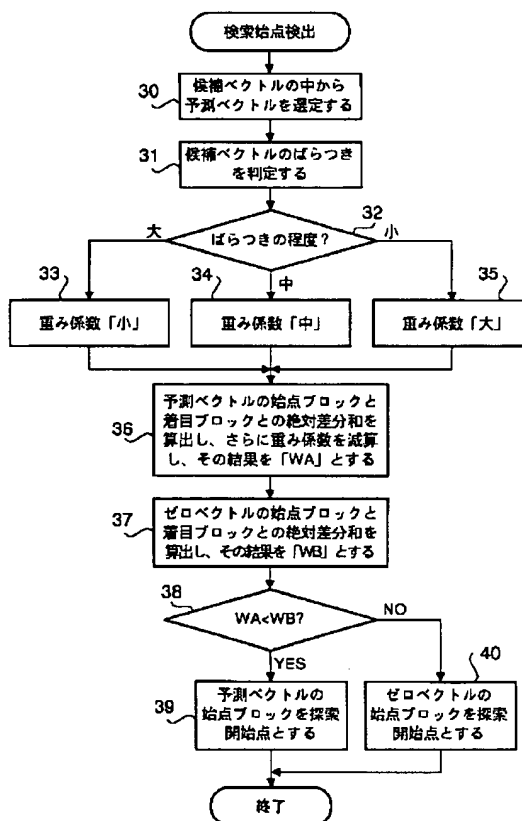 検索始点検出
30
候補ベクトルの中から
予測ベクトルを選定する
31
候補ベクトルのばらつき
を判定する
32
ばらつきの程度?
大
小
中
33
重み係数「小」
34
重み係数「中」
35
重み係数「大」
36
予測ベクトルの始点ブロックと
着目ブロックとの絶対差分和を
算出し、さらに重み係数を減算
し、その結果を「WA」とする
37
ゼロベクトルの始点ブロックと
着目ブロックとの絶対差分和を
算出し、その結果を「WB」とする
38
WA<WB?
NO
YES
39
予測ベクトルの
始点ブロックを探索
開始点とする
40
ゼロベクトルの
始点ブロックを探索
開始点とする
終了